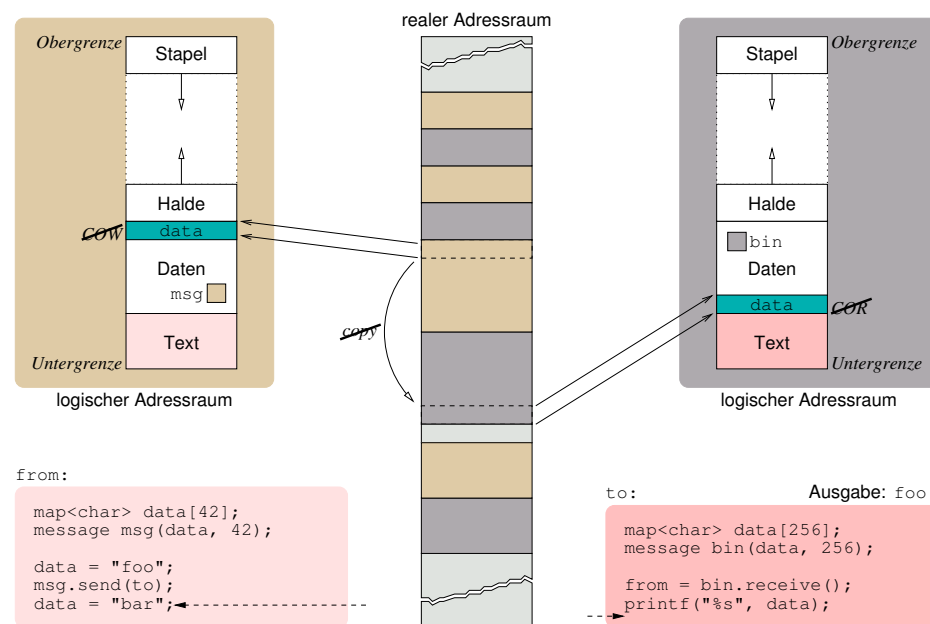 realer Adressraum
Obergrenze
Stapel
Halde
COW
data
Daten
msg
Text
Untergrenze
logischer Adressraum
copy
Obergrenze
Stapel
Halde
bin
Daten
data
COR
Text
Untergrenze
logischer Adressraum
from:
map<char> data[42];
message msg(data, 42);
data = "foo";
msg.send(to);
data = "bar";
to:
Ausgabe: foo
map<char> data[256];
message bin(data, 256);
from = bin.receive();
printf("%s", data);